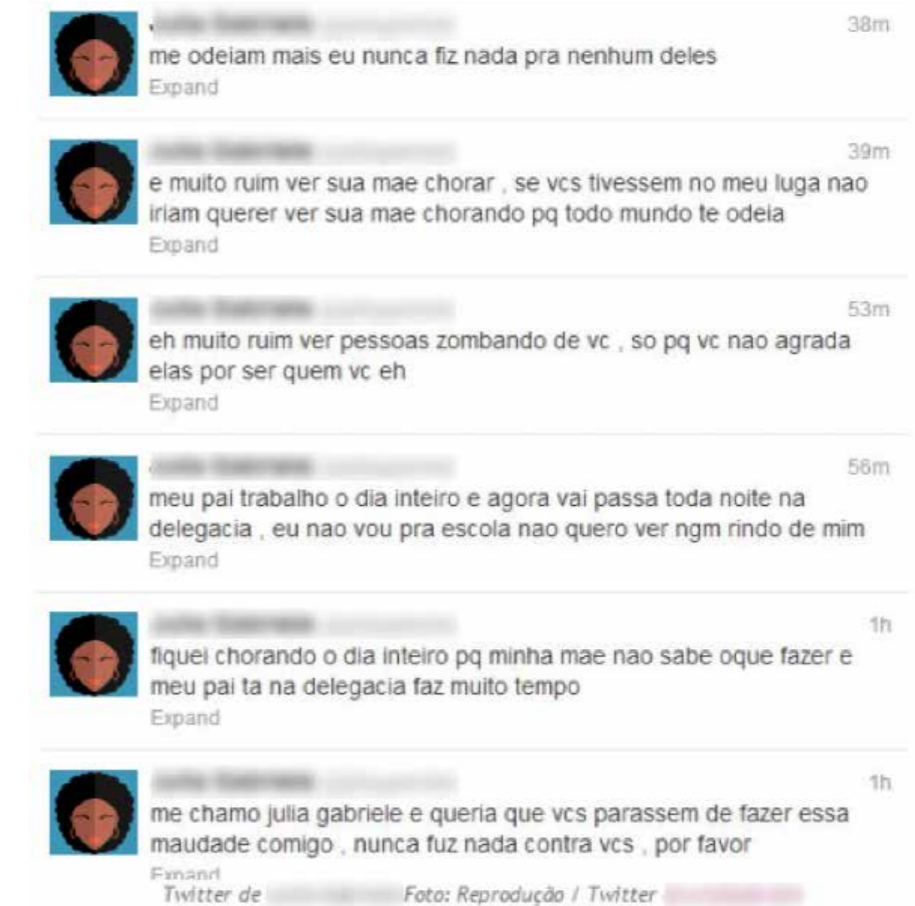 38m
me odeiam mais eu nunca fiz nada pra nenhum deles
Expand
39m
e muito ruim ver sua mae chorar , se vcs tivessem no meu luga nao
iriam querer ver sua mae chorando pq todo mundo te odeia
Expand
53m
eh muito ruim ver pessoas zombando de vc , so pq vc nao agrada
elas por ser quem vc eh
Expand
56m
meu pai trabalho o dia inteiro e agora vai passa toda noite na
delegacia , eu nao vou pra escola nao quero ver ngm rindo de mim
Expand
1h
fiquei chorando o dia inteiro pq minha mae nao sabe oque fazer e
meu pai ta na delegacia faz muito tempo
Expand
1h
me chamo julia gabriele e queria que vcs parassem de fazer essa
maudade comigo , nunca fuz nada contra vcs , por favor
Expand
Twitter de Foto: Reprodução / Twitter